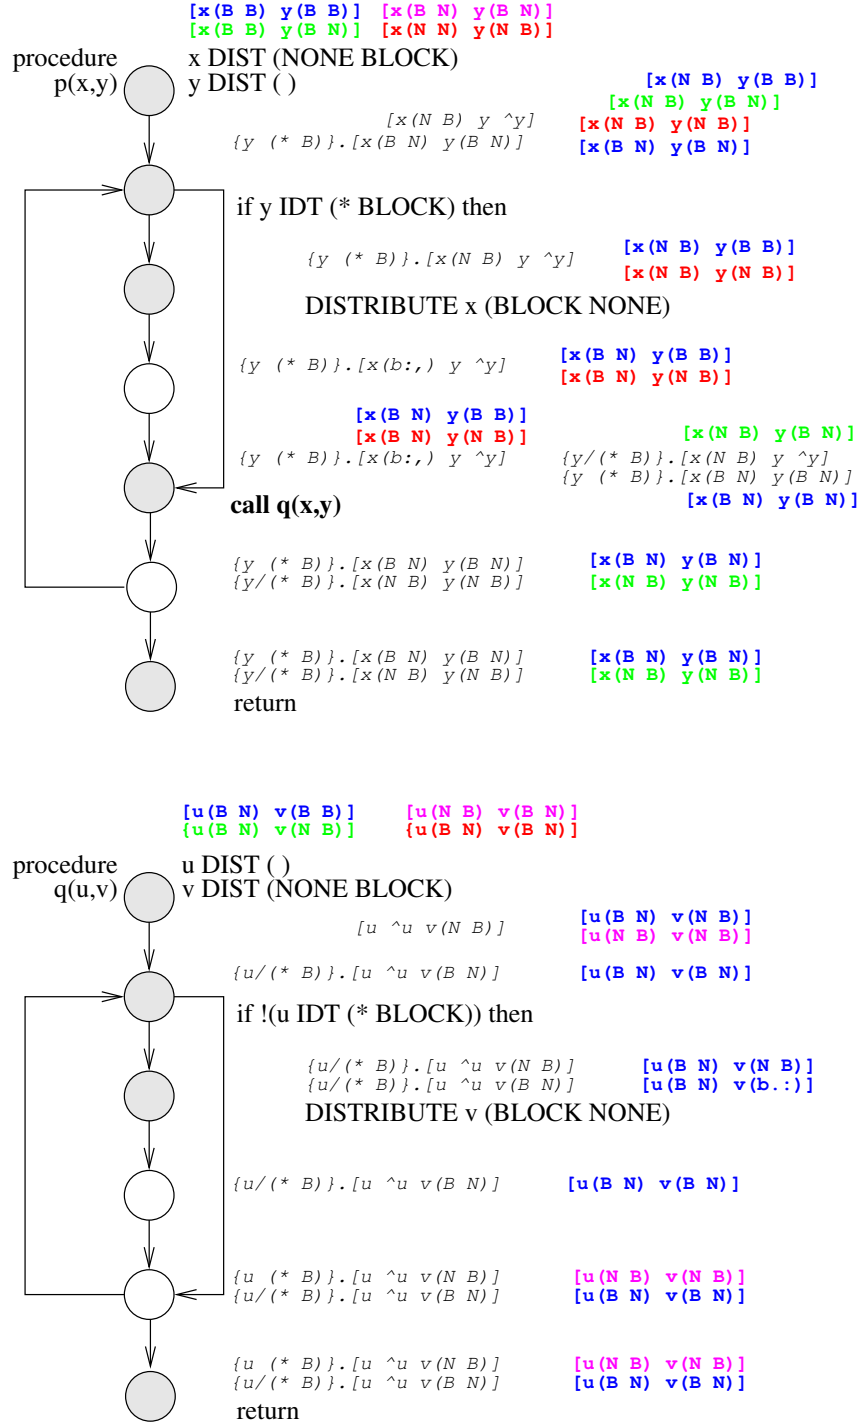 [x(B B) y(B B)] [x(B N) y(B N)]
[x(B B) y(B N)] [x(N N) y(N B)]
procedure x DIST (NONE BLOCK)
p(x,y) y DIST ( )
[x(N B) y(B B)]
[x(N B) y(B N)]
[x(N B) y ^y] [x(N B) y(N B)]
{y (* B)}.[x(B N) y(B N)] [x(B N) y(B N)]
if y IDT (* BLOCK) then
{y (* B)}.[x(N B) y ^y] [x(N B) y(B B)]
[x(N B) y(N B)]
DISTRIBUTE x (BLOCK NONE)
{y (* B)}.[x(b:,) y ^y] [x(B N) y(B B)]
[x(B N) y(N B)]
[x(B N) y(B B)]
[x(B N) y(N B)] [x(N B) y(B N)]
{y (* B)}.[x(b:,) y ^y] {y/(* B)}.[x(N B) y ^y]
{y (* B)}.[x(B N) y(B N)]
call q(x,y) [x(B N) y(B N)]
{y (* B)}.[x(B N) y(B N)] [x(B N) y(B N)]
{y/(* B)}.[x(N B) y(N B)] [x(N B) y(N B)]
{y (* B)}.[x(B N) y(B N)] [x(B N) y(B N)]
{y/(* B)}.[x(N B) y(N B)] [x(N B) y(N B)]
return
[u(B N) v(B B)] [u(N B) v(B N)]
{u(B N) v(N B)] {u(B N) v(B N)]
procedure u DIST ( )
q(u,v) v DIST (NONE BLOCK)
[u ^u v(N B)] [u(B N) v(N B)]
[u(N B) v(N B)]
{u/(* B)}.[u ^u v(B N)] [u(B N) v(B N)]
if !(u IDT (* BLOCK)) then
{u/(* B)}.[u ^u v(N B)] [u(B N) v(N B)]
{u/(* B)}.[u ^u v(B N)] [u(B N) v(b.:)]
DISTRIBUTE v (BLOCK NONE)
{u/(* B)}.[u ^u v(B N)] [u(B N) v(B N)]
{u (* B)}.[u ^u v(N B)] [u(N B) v(N B)]
{u/(* B)}.[u ^u v(B N)] [u(B N) v(B N)]
{u (* B)}.[u ^u v(N B)] [u(N B) v(N B)]
{u/(* B)}.[u ^u v(B N)] [u(B N) v(B N)]
return